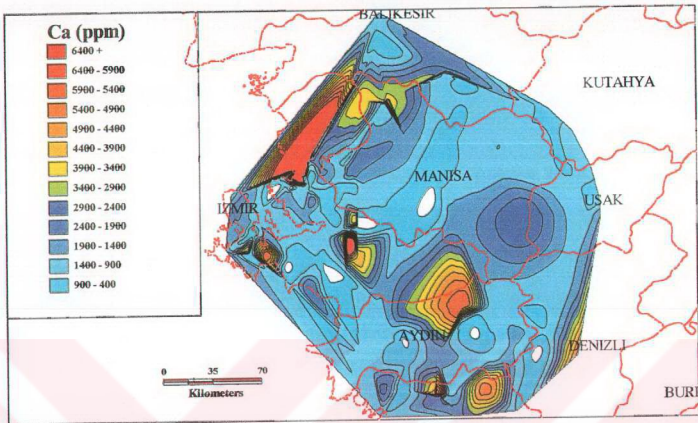 Ca (ppm)
6400 +
6400 - 5900
5900 - 5400
5400 - 4900
4900 - 4400
4400 - 3900
3900 - 3400
3400 - 2900
2900 - 2400
2400 - 1900
1900 - 1400
1400 - 900
900 - 400
BALIKESIR
KUTAHYA
MANISA
USAK
IZMIR
AYDIN
DENIZLI
BURI
0 35 70
Kilometers